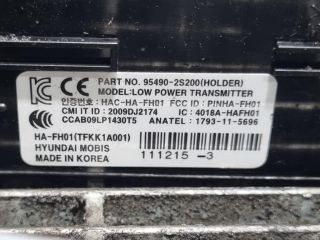 PART NO. 95490-2S200(HOLDER)
MODEL:LOW POWER TRANSMITTER
인증번호: HAC-HA-FH01 FCC ID: PINHA-FH01
CMI IT ID : 2009DJ2174 IC : 4018A-HAFH01
CCAB09LP1430T5 ANATEL : 1793-11-5696
HA-FH01(TFKK1A001)
HYUNDAI MOBIS
MADE IN KOREA
111215 -3